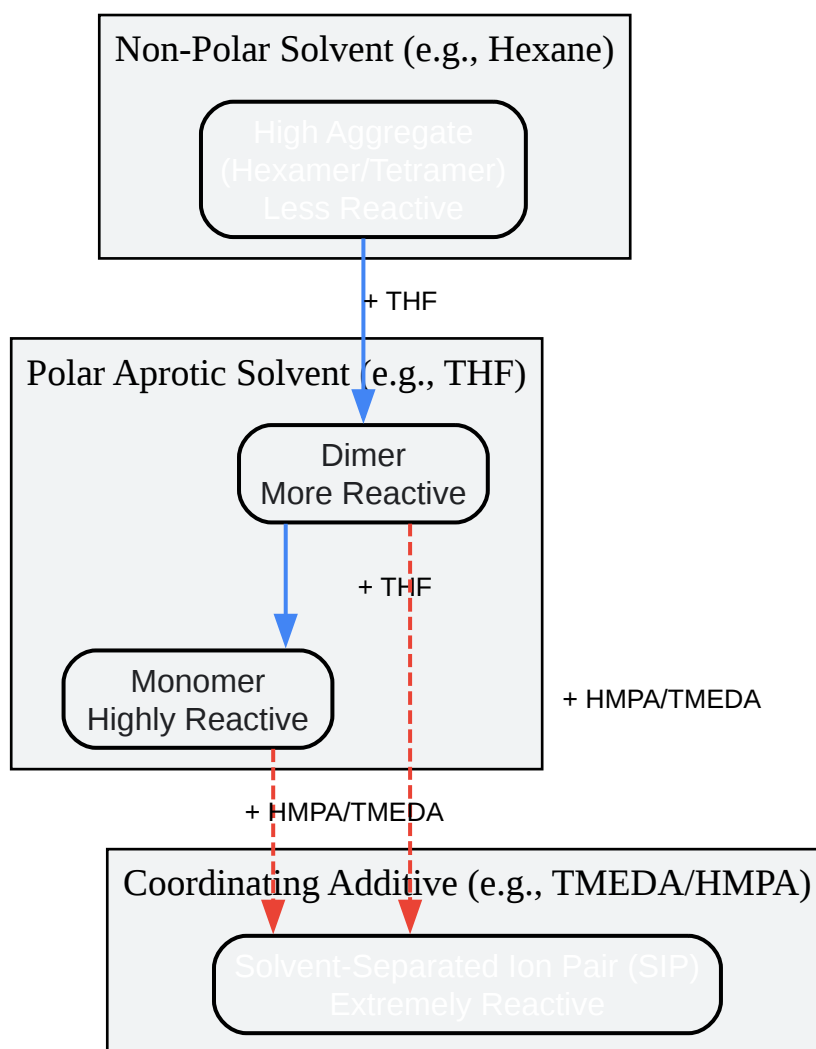 Non-Polar Solvent (e.g., Hexane)
High Aggregate
(Hexamer/Tetramer)
Less Reactive
+ THF
Polar Aprotic Solvent (e.g., THF)
Dimer
More Reactive
+ THF
Monomer
Highly Reactive
+ HMPA/TMEDA
+ HMPA/TMEDA
Coordinating Additive (e.g., TMEDA/HMPA)
Solvent-Separated Ion Pair (SIP)
Extremely Reactive